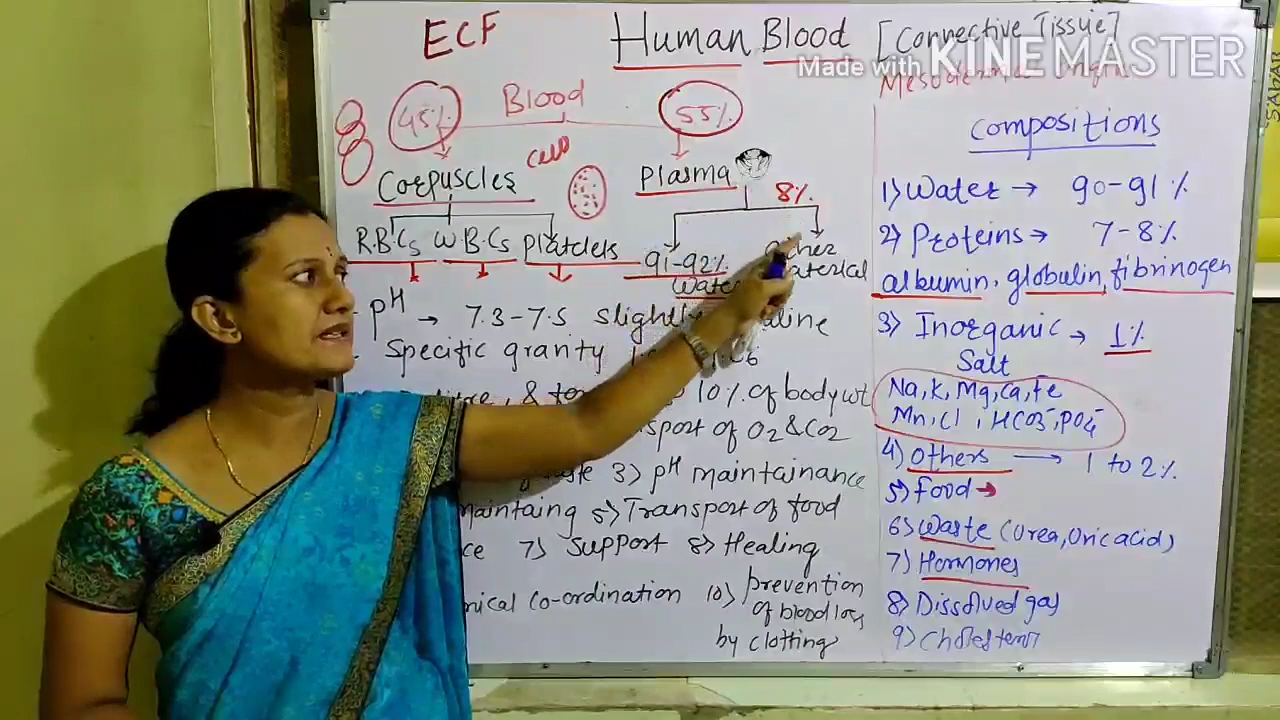 ECF
Human Blood [Connective Tissue]
Made with KINEMASTER
45% Blood 55%
cells
Corpuscles
Plasma
8%
R.B.Cs W.B.Cs Platelets
91-92%
Water
pH → 7.3-7.5 slightly
Specific gravity
10% of body wt
of O2 & CO2
3) pH maintainance
maintaing 5) Transport of food
7) Support 8) Healing
co-ordination 10) prevention
of blood loss
by clotting
compositions
1) Water → 90-91%
2) Proteins → 7-8%
albumin, globulin, fibrinogen
3) Inorganic → 1%
Salt
Na, K, Mg, Ca, Fe
Mn, Cl, HCO3-, PO4-
4) others → 1 to 2%
5) food →
6) Waste (Urea, Uric acid)
7) Hormones
8) Dissolved gas